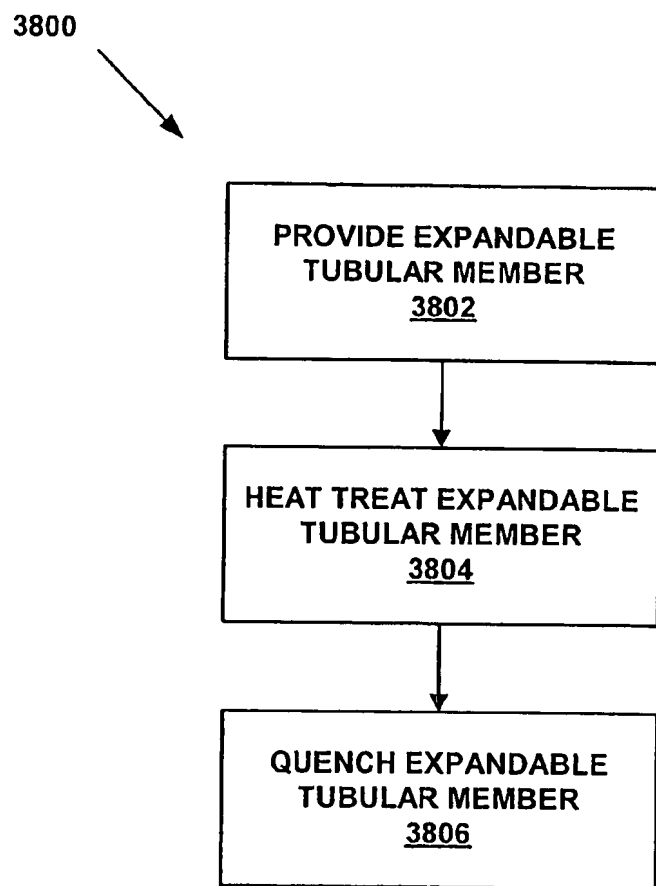 3800
PROVIDE EXPANDABLE
TUBULAR MEMBER
3802
HEAT TREAT EXPANDABLE
TUBULAR MEMBER
3804
QUENCH EXPANDABLE
TUBULAR MEMBER
3806